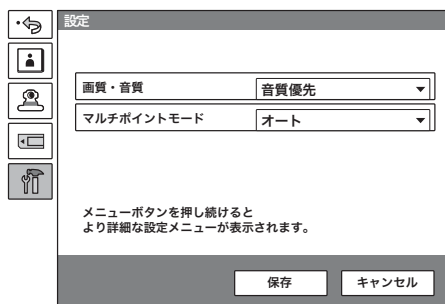 設定
画質・音質
音質優先
マルチポイントモード
オート
メニューボタンを押し続けると
より詳細な設定メニューが表示されます。
保存
キャンセル